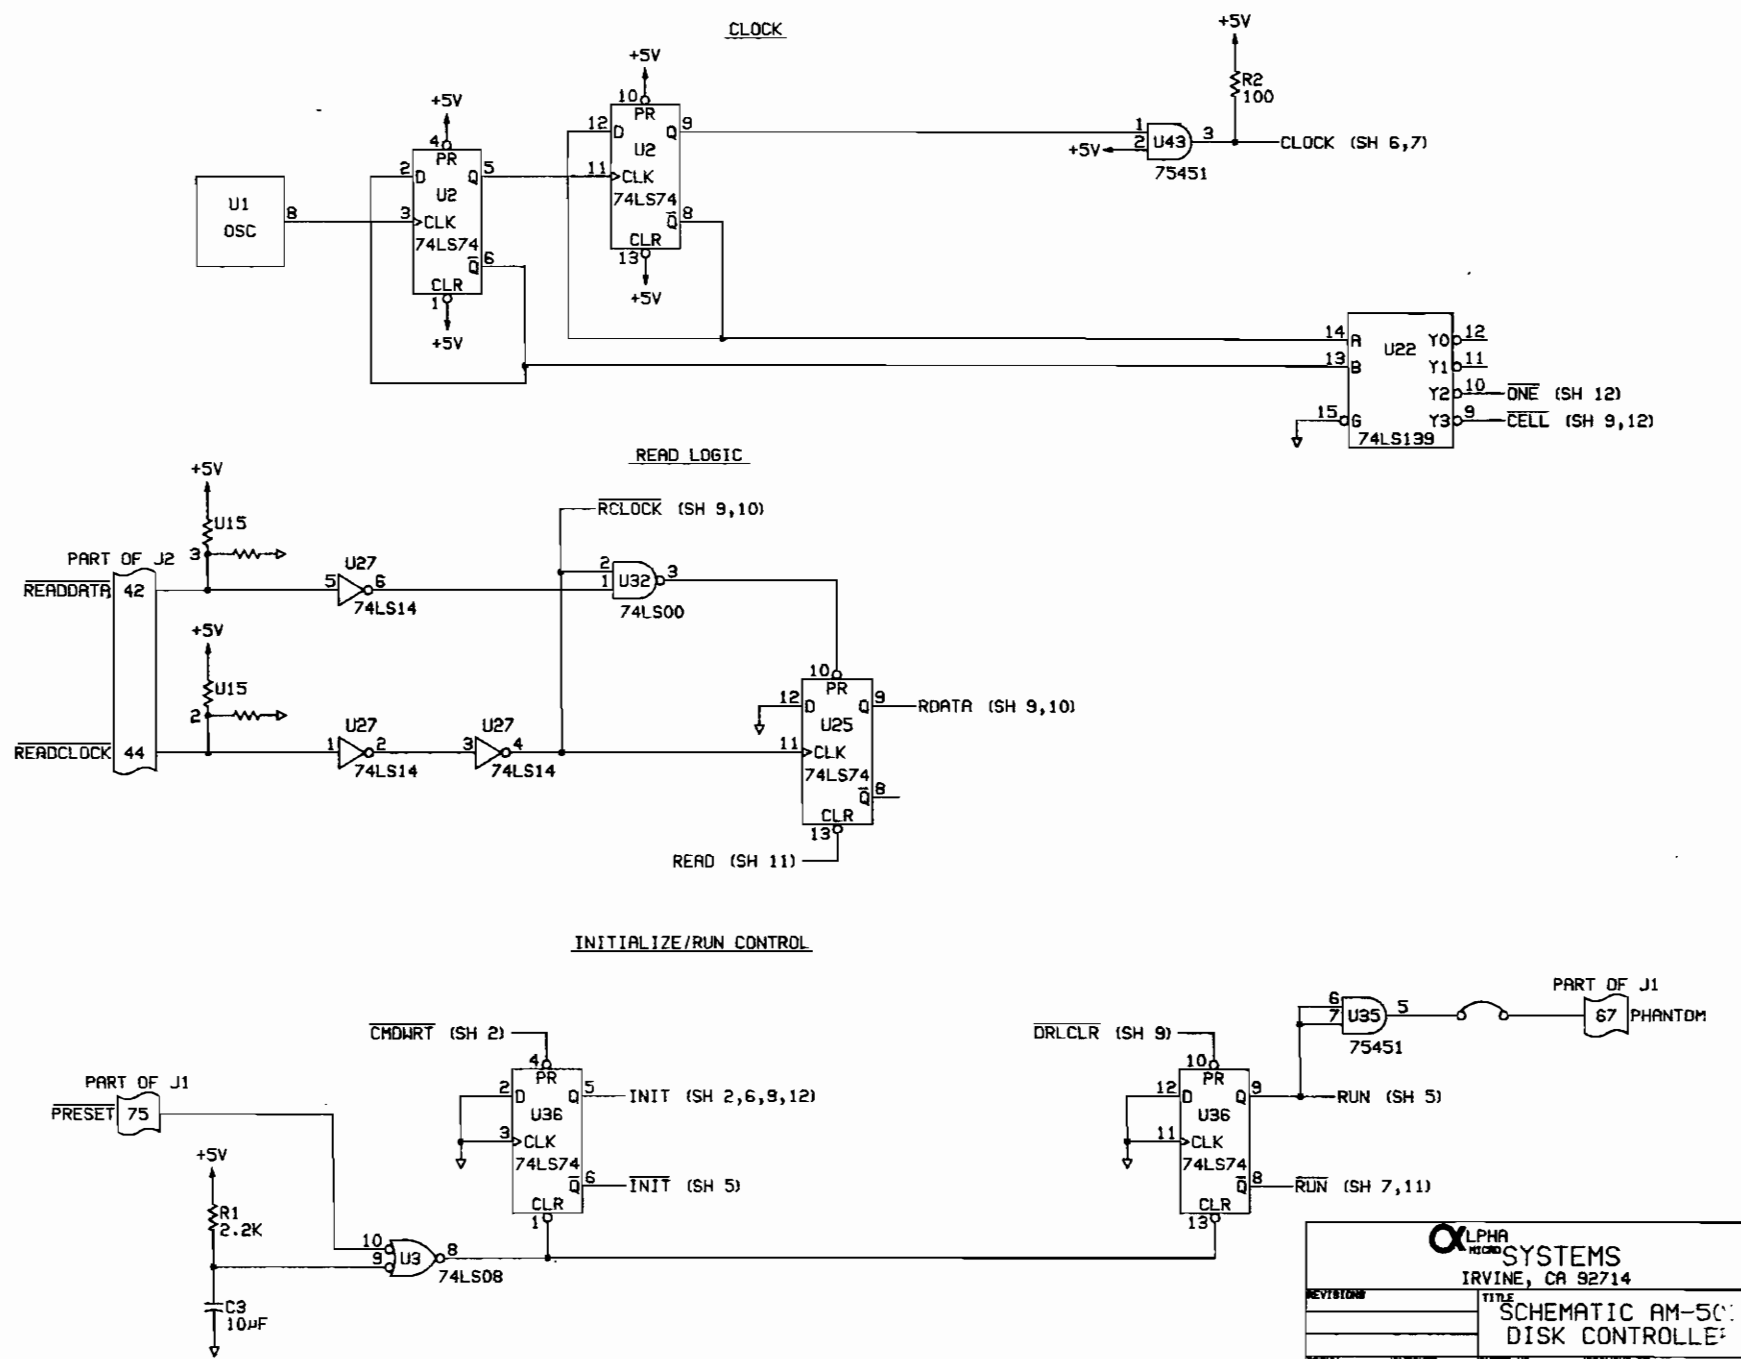 CLOCK
+5V
R2
100
+5V
10
PR
12 D Q 9
U2
11 CLK
74LS74
Q 8
CLR
13
+5V
+5V
4
PR
2 D Q 5
U2
3 CLK
74LS74
Q 6
CLR
1
+5V
U1
OSC
8
1
2
+5V
U43
3
75451
CLOCK (SH 6,7)
14 A
13 B
15 G
U22
Y0 12
Y1 11
Y2 10
Y3 9
74LS139
ONE (SH 12)
CELL (SH 9,12)
READ LOGIC
+5V
U15
3
PART OF J2
READDATA 42
5 U27 6
74LS14
RCLOCK (SH 9,10)
2
1
U32
3
74LS00
+5V
U15
2
READCLOCK 44
1 U27 2
74LS14
3 U27 4
74LS14
10
PR
12 D Q 9
U25
11 CLK
74LS74
Q 8
CLR
13
RDATA (SH 9,10)
READ (SH 11)
INITIALIZE/RUN CONTROL
CMDWRT (SH 2)
4
PR
2 D Q 5
U36
3 CLK
74LS74
Q 6
CLR
1
INIT (SH 2,6,9,12)
INIT (SH 5)
PART OF J1
PRESET 75
+5V
R1
2.2K
10
9
U3
8
74LS08
C3
10µF
DRLCLR (SH 9)
10
PR
12 D Q 9
U36
11 CLK
74LS74
Q 8
CLR
13
RUN (SH 5)
RUN (SH 7,11)
6
7
U35
5
75451
PART OF J1
67 PHANTOM
ALPHA
MICRO SYSTEMS
IRVINE, CA 92714
REVISIONS
TITLE
SCHEMATIC
DISK